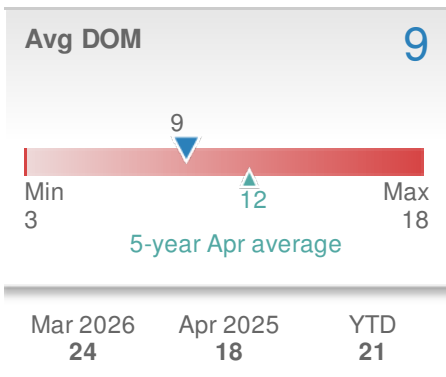 Avg DOM 9
9
Min Max
3 12 18
5-year Apr average
Mar 2026 Apr 2025 YTD
24 18 21